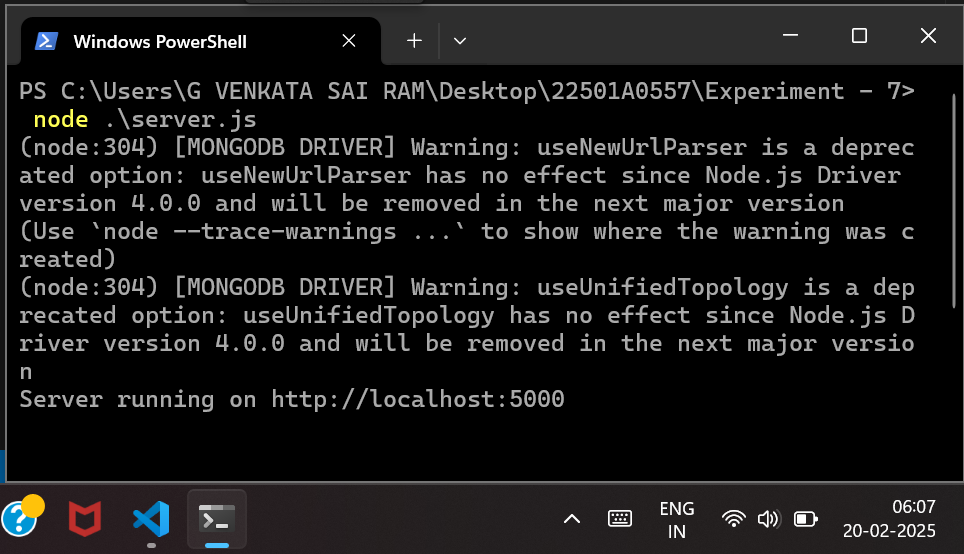 Windows PowerShell
PS C:\Users\G VENKATA SAI RAM\Desktop\22501A0557\Experiment - 7>
node .\server.js
(node:304) [MONGODB DRIVER] Warning: useNewUrlParser is a deprec
ated option: useNewUrlParser has no effect since Node.js Driver
version 4.0.0 and will be removed in the next major version
(Use `node --trace-warnings ...` to show where the warning was c
reated)
(node:304) [MONGODB DRIVER] Warning: useUnifiedTopology is a dep
recated option: useUnifiedTopology has no effect since Node.js D
river version 4.0.0 and will be removed in the next major versio
n
Server running on http://localhost:5000
ENG
IN
06:07
20-02-2025